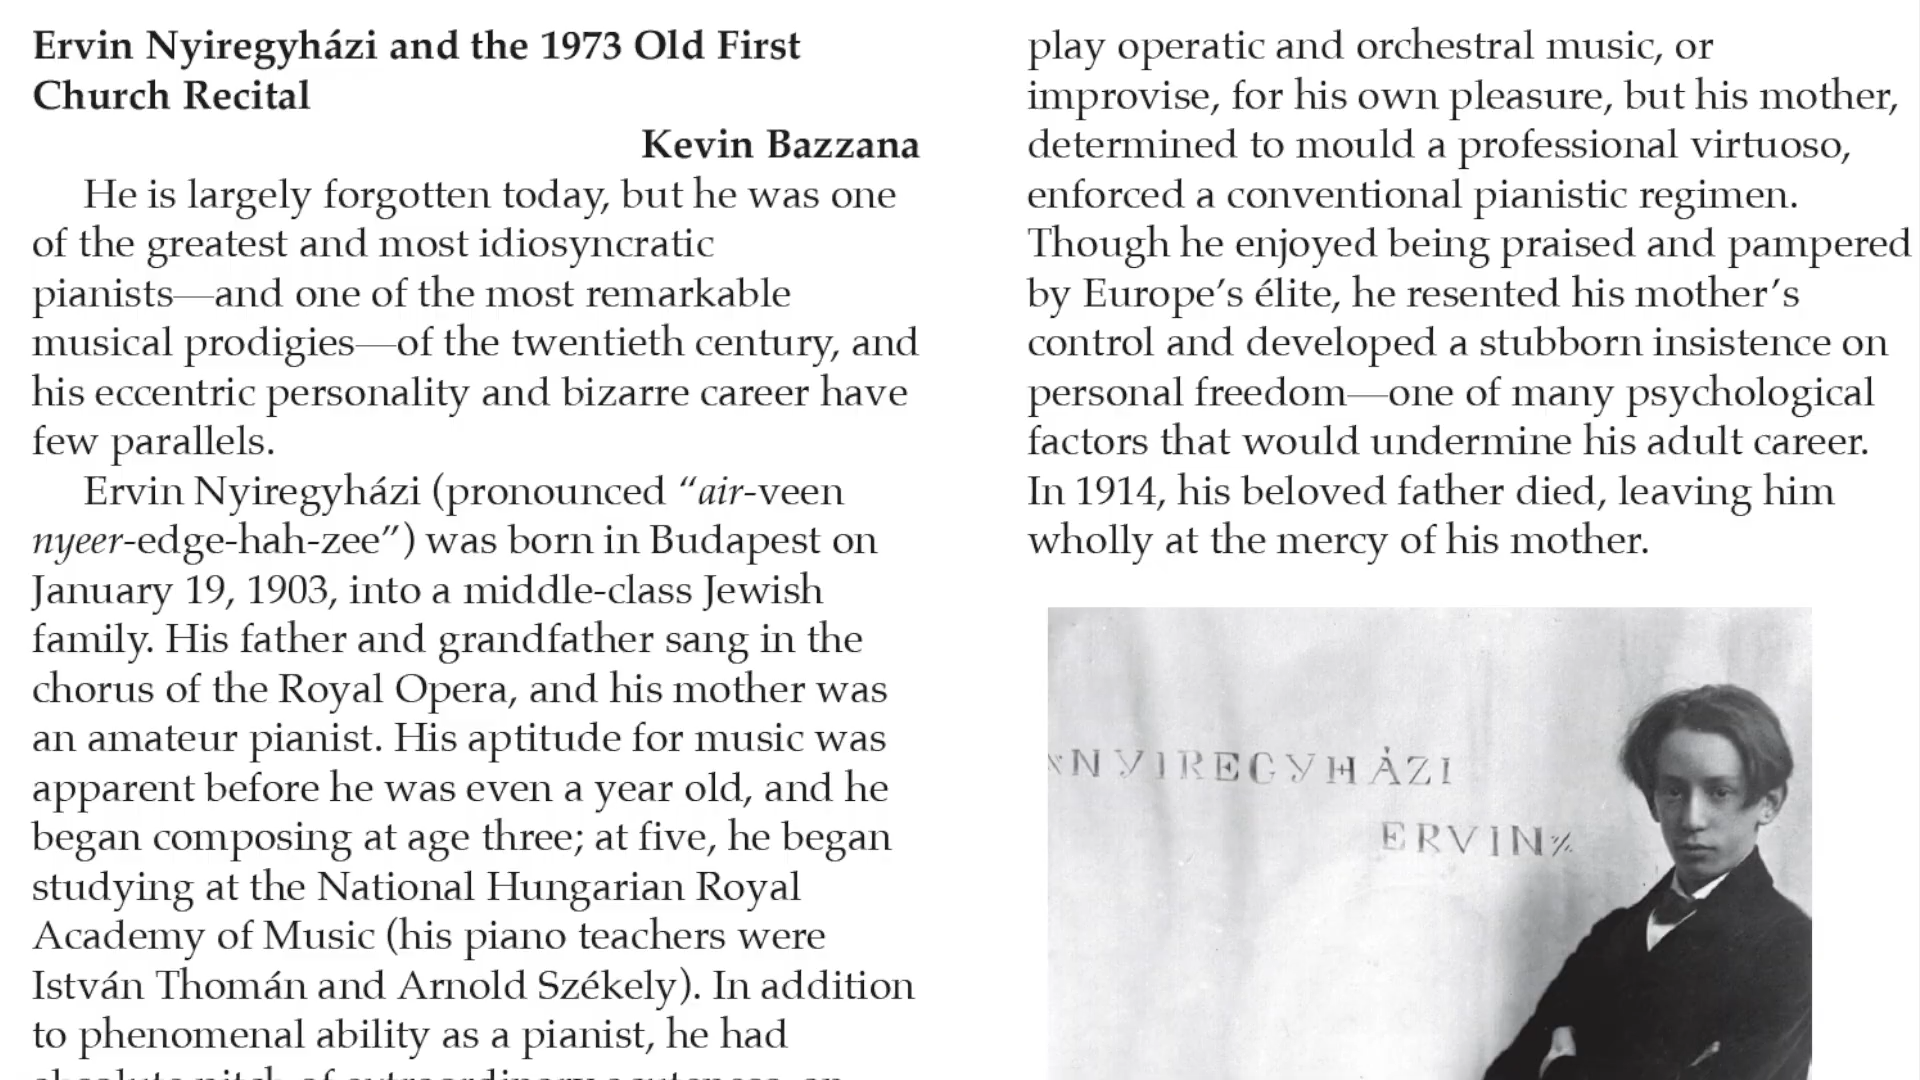 Ervin Nyiregyházi and the 1973 Old First
Church Recital
Kevin Bazzana
He is largely forgotten today, but he was one
of the greatest and most idiosyncratic
pianists—and one of the most remarkable
musical prodigies—of the twentieth century, and
his eccentric personality and bizarre career have
few parallels.
Ervin Nyiregyházi (pronounced “air-veen
nyeer-edge-hah-zee”) was born in Budapest on
January 19, 1903, into a middle-class Jewish
family. His father and grandfather sang in the
chorus of the Royal Opera, and his mother was
an amateur pianist. His aptitude for music was
apparent before he was even a year old, and he
began composing at age three; at five, he began
studying at the National Hungarian Royal
Academy of Music (his piano teachers were
István Thomán and Arnold Székely). In addition
to phenomenal ability as a pianist, he had
absolute pitch of extraordinary acuteness, an
play operatic and orchestral music, or
improvise, for his own pleasure, but his mother,
determined to mould a professional virtuoso,
enforced a conventional pianistic regimen.
Though he enjoyed being praised and pampered
by Europe’s élite, he resented his mother’s
control and developed a stubborn insistence on
personal freedom—one of many psychological
factors that would undermine his adult career.
In 1914, his beloved father died, leaving him
wholly at the mercy of his mother.
NYIREGYHÁZI
ERVIN